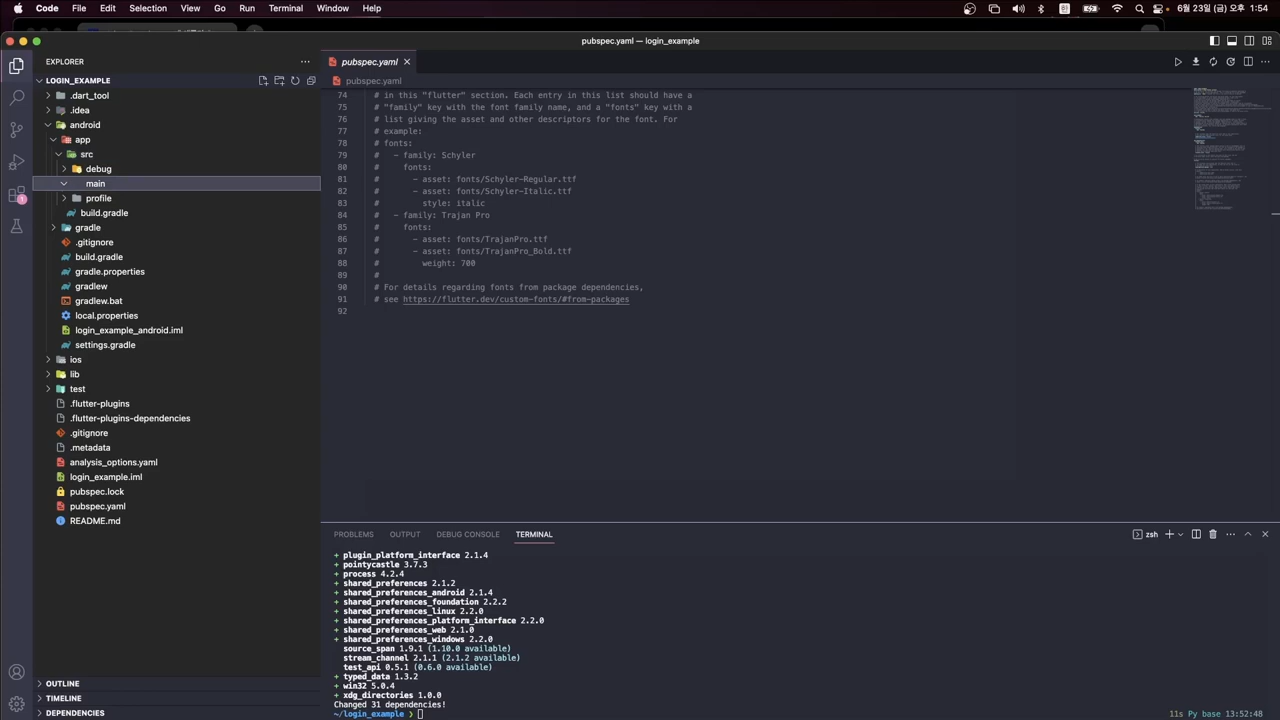 Code File Edit Selection View Go Run Terminal Window Help 한 6월 23일 (금) 오후 1:54
pubspec.yaml — login_example
EXPLORER
LOGIN_EXAMPLE
.dart_tool
.idea
android
app
src
debug
main
profile
build.gradle
gradle
.gitignore
build.gradle
gradle.properties
gradlew
gradlew.bat
local.properties
login_example_android.iml
settings.gradle
ios
lib
test
.flutter-plugins
.flutter-plugins-dependencies
.gitignore
.metadata
analysis_options.yaml
login_example.iml
pubspec.lock
pubspec.yaml
README.md
OUTLINE
TIMELINE
DEPENDENCIES
pubspec.yaml
pubspec.yaml
74 # in this "flutter" section. Each entry in this list should have a
75 # "family" key with the font family name, and a "fonts" key with a
76 # list giving the asset and other descriptors for the font. For
77 # example:
78 # fonts:
79 #   - family: Schyler
80 #     fonts:
81 #       - asset: fonts/Schyler-Regular.ttf
82 #       - asset: fonts/Schyler-Italic.ttf
83 #         style: italic
84 #   - family: Trajan Pro
85 #     fonts:
86 #       - asset: fonts/TrajanPro.ttf
87 #       - asset: fonts/TrajanPro_Bold.ttf
88 #         weight: 700
89 #
90 # For details regarding fonts from package dependencies,
91 # see https://flutter.dev/custom-fonts/#from-packages
92
PROBLEMS OUTPUT DEBUG CONSOLE TERMINAL zsh
+ plugin_platform_interface 2.1.4
+ pointycastle 3.7.3
+ process 4.2.4
+ shared_preferences 2.1.2
+ shared_preferences_android 2.1.4
+ shared_preferences_foundation 2.2.2
+ shared_preferences_linux 2.2.0
+ shared_preferences_platform_interface 2.2.0
+ shared_preferences_web 2.1.0
+ shared_preferences_windows 2.2.0
source_span 1.9.1 (1.10.0 available)
stream_channel 2.1.1 (2.1.2 available)
test_api 0.5.1 (0.6.0 available)
+ typed_data 1.3.2
+ win32 5.0.4
+ xdg_directories 1.0.0
Changed 31 dependencies!
~/login_example ❯ 11s Py base 13:52:48